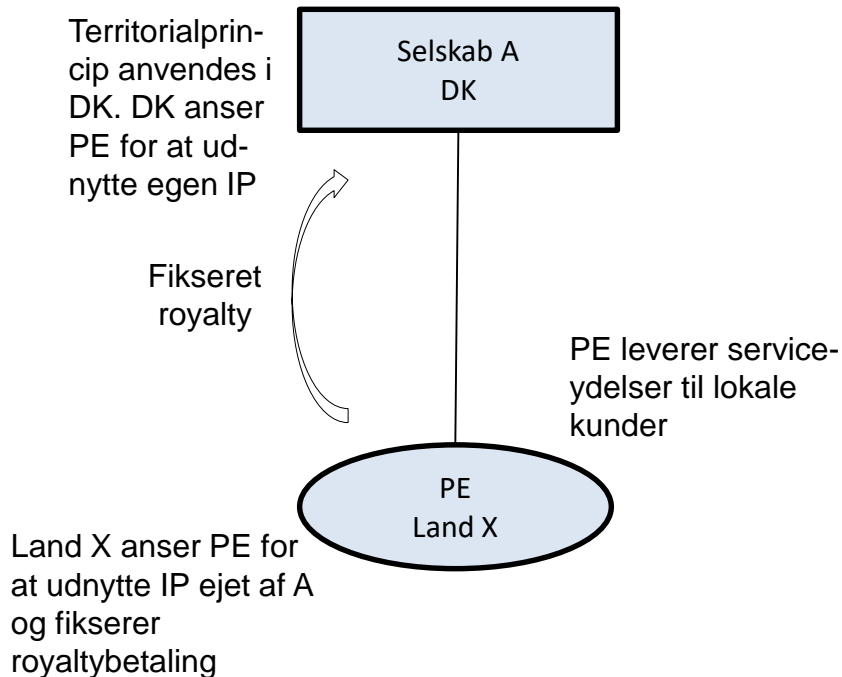 Territorialprin-
cip anvendes i
DK. DK anser
PE for at ud-
nytte egen IP
Selskab A
DK
Fikseret
royalty
PE leverer service-
ydelser til lokale
kunder
PE
Land X
Land X anser PE for
at udnytte IP ejet af A
og fikserer
royaltybetaling